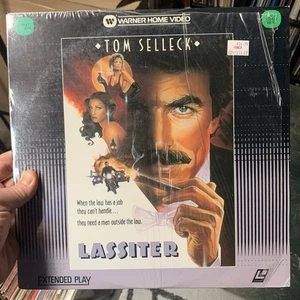 WARNER HOME VIDEO
TOM SELLECK
When the law has a job
they can't handle...
they need a man outside the law.
LASSITER
EXTENDED PLAY